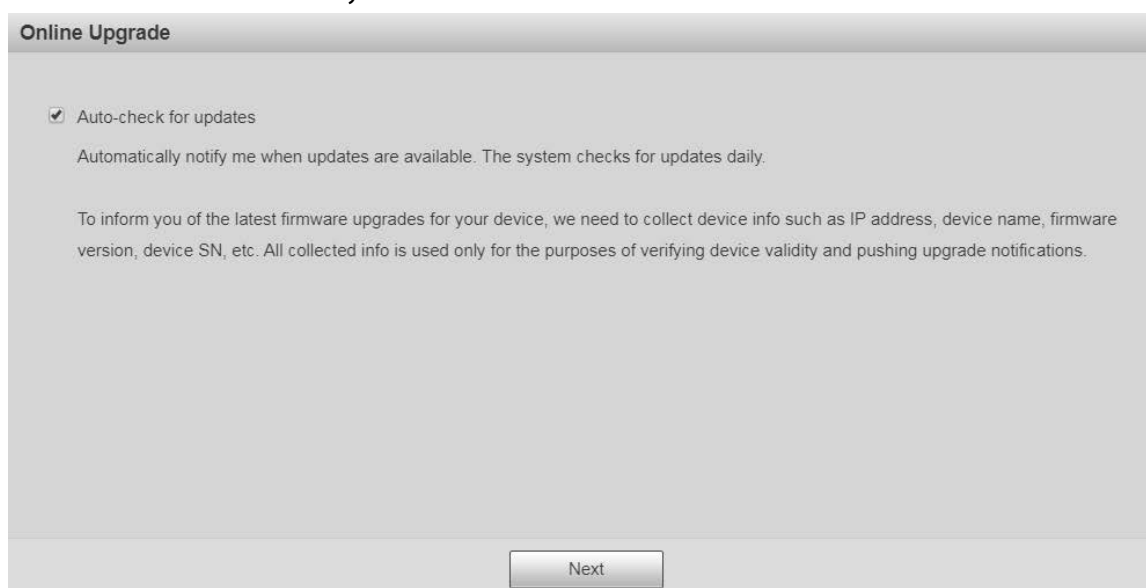 Online Upgrade
Auto-check for updates
Automatically notify me when updates are available. The system checks for updates daily.
To inform you of the latest firmware upgrades for your device, we need to collect device info such as IP address, device name, firmware
version, device SN, etc. All collected info is used only for the purposes of verifying device validity and pushing upgrade notifications.
Next